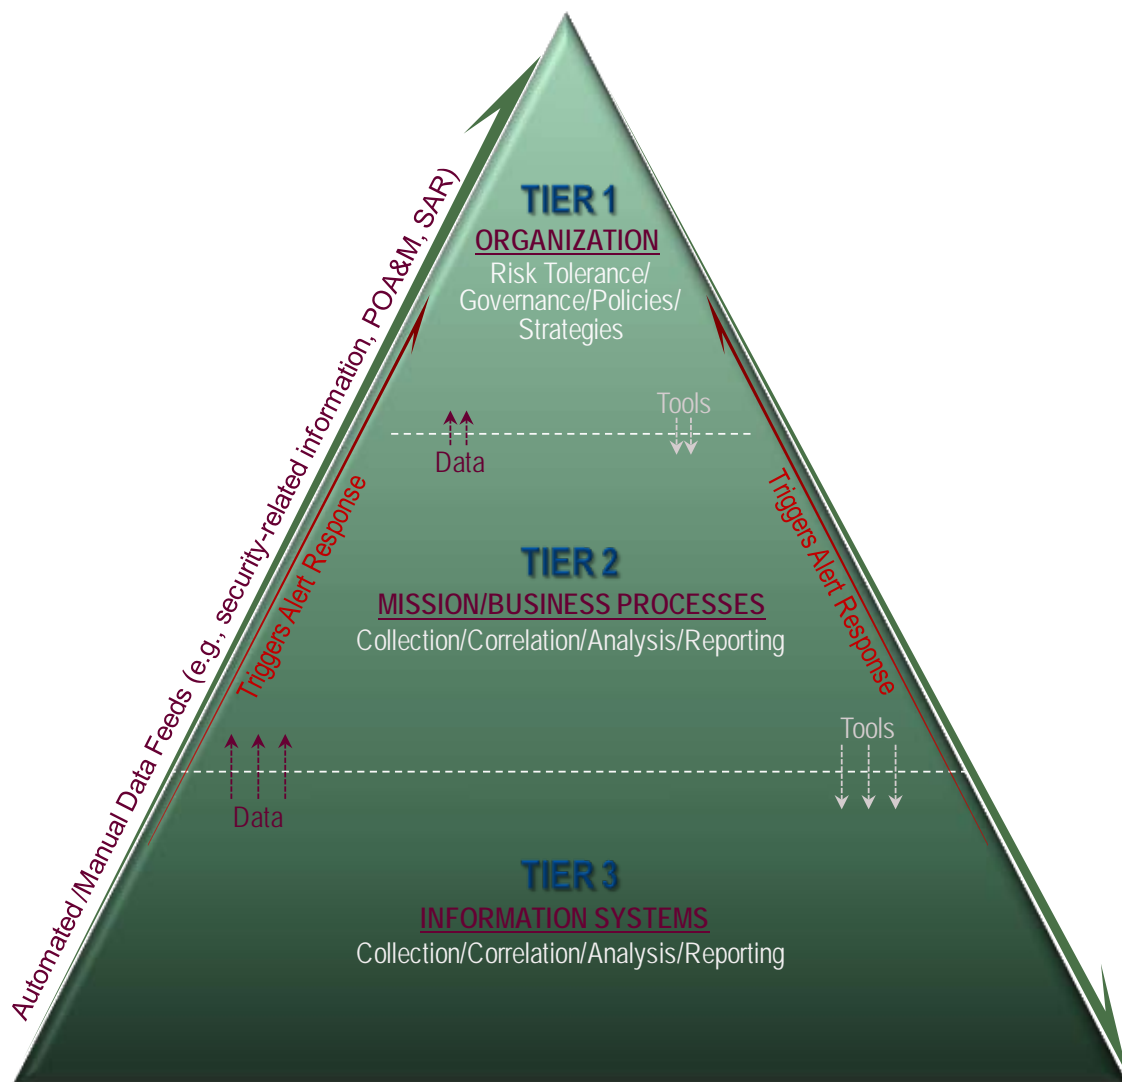 TIER 1
ORGANIZATION
Risk Tolerance/
Governance/Policies/
Strategies
Automated /Manual Data Feeds (e.g., security-related information, POA&M, SAR)
Tools
Data
Triggers Alert Response
Triggers Alert Response
TIER 2
MISSION/BUSINESS PROCESSES
Collection/Correlation/Analysis/Reporting
Tools
Data
TIER 3
INFORMATION SYSTEMS
Collection/Correlation/Analysis/Reporting